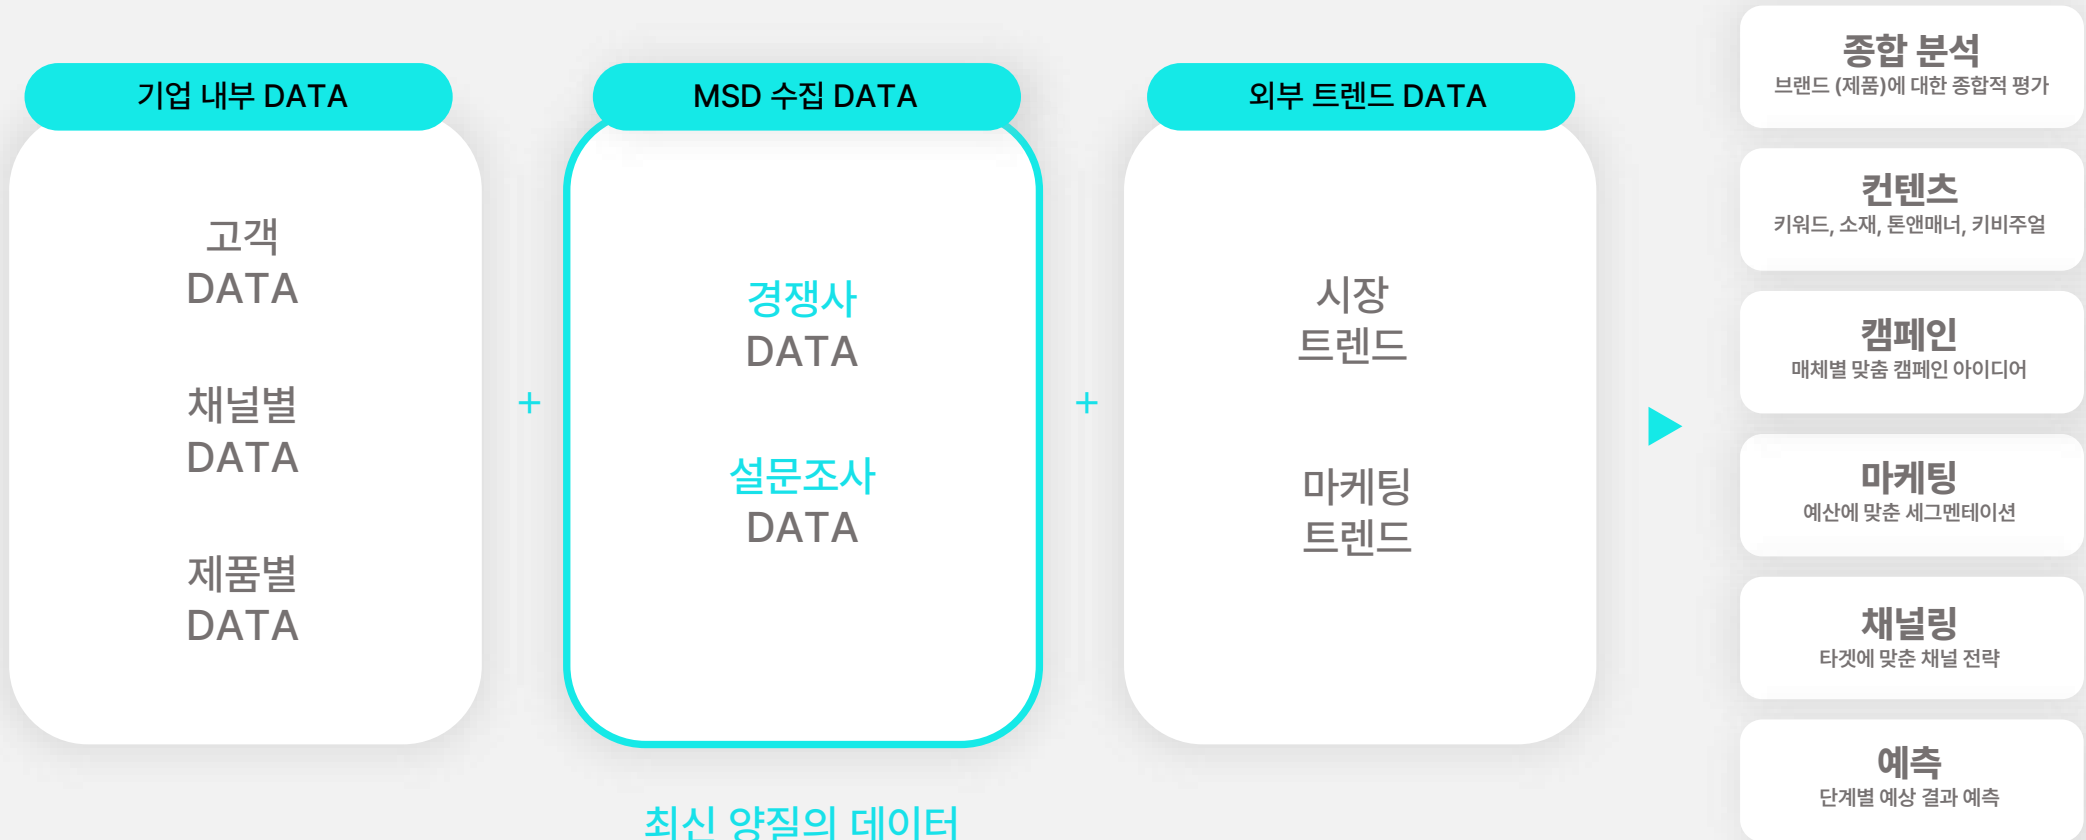 기업 내부 DATA
고객
DATA
채널별
DATA
제품별
DATA
+
MSD 수집 DATA
경쟁사
DATA
설문조사
DATA
최신 양질의 데이터
+
외부 트렌드 DATA
시장
트렌드
마케팅
트렌드
종합 분석
브랜드 (제품)에 대한 종합적 평가
컨텐츠
키워드, 소재, 톤앤매너, 키비주얼
캠페인
매체별 맞춤 캠페인 아이디어
마케팅
예산에 맞춘 세그멘테이션
채널링
타겟에 맞춘 채널 전략
예측
단계별 예상 결과 예측